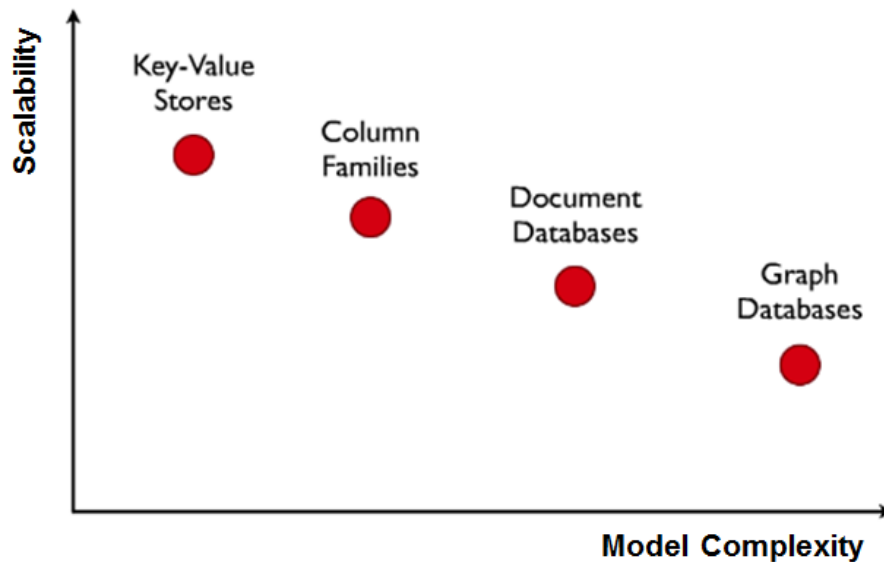 Scalability
Key-Value
Stores
Column
Families
Document
Databases
Graph
Databases
Model Complexity